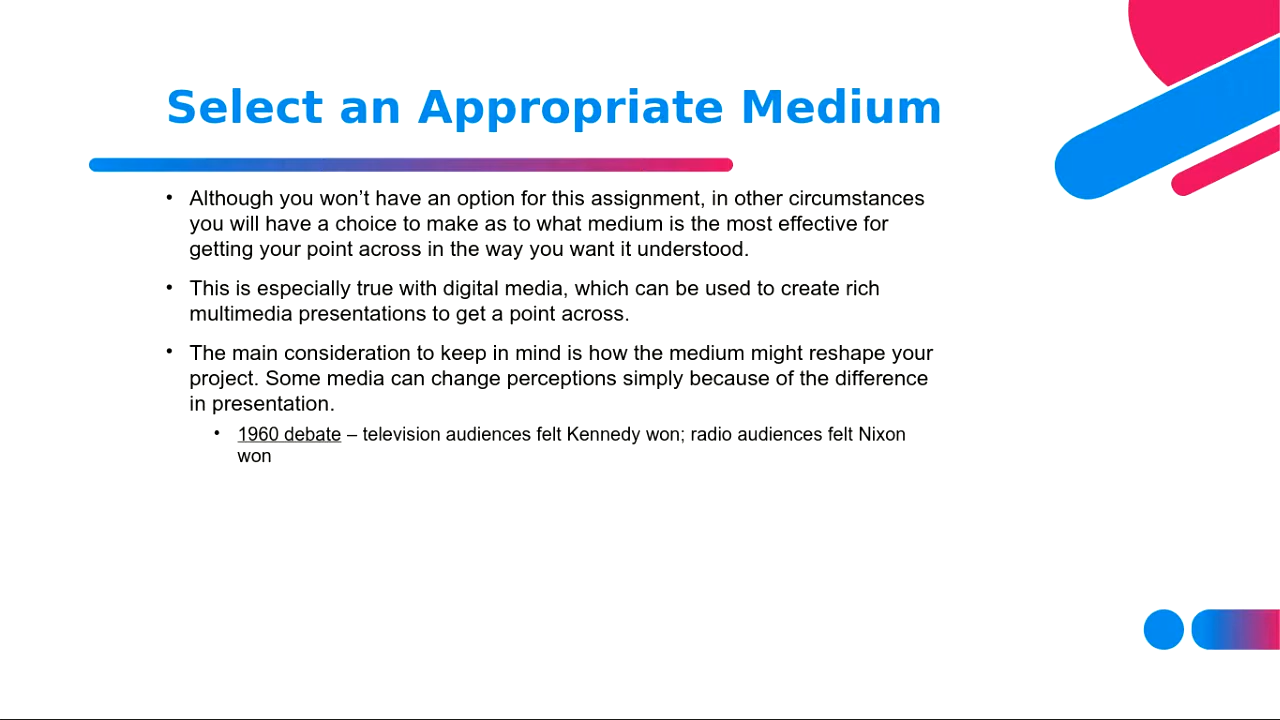 Select an Appropriate Medium
• Although you won’t have an option for this assignment, in other circumstances
you will have a choice to make as to what medium is the most effective for
getting your point across in the way you want it understood.
• This is especially true with digital media, which can be used to create rich
multimedia presentations to get a point across.
• The main consideration to keep in mind is how the medium might reshape your
project. Some media can change perceptions simply because of the difference
in presentation.
• 1960 debate – television audiences felt Kennedy won; radio audiences felt Nixon
won